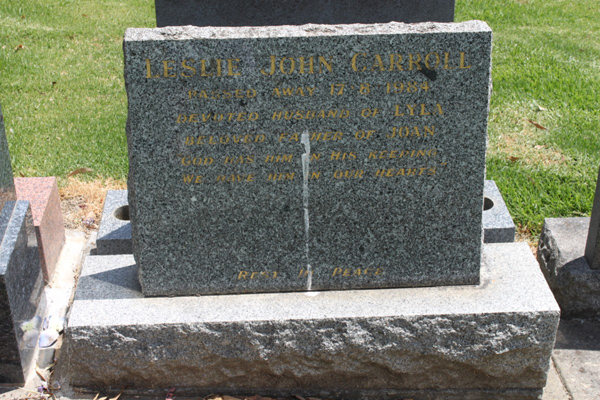 LESLIE JOHN CARROLL
PASSED AWAY 17·8·1984
DEVOTED HUSBAND OF LYLA
BELOVED FATHER OF JOAN
"GOD HAS HIM IN HIS KEEPING,
WE HAVE HIM IN OUR HEARTS"
REST IN PEACE